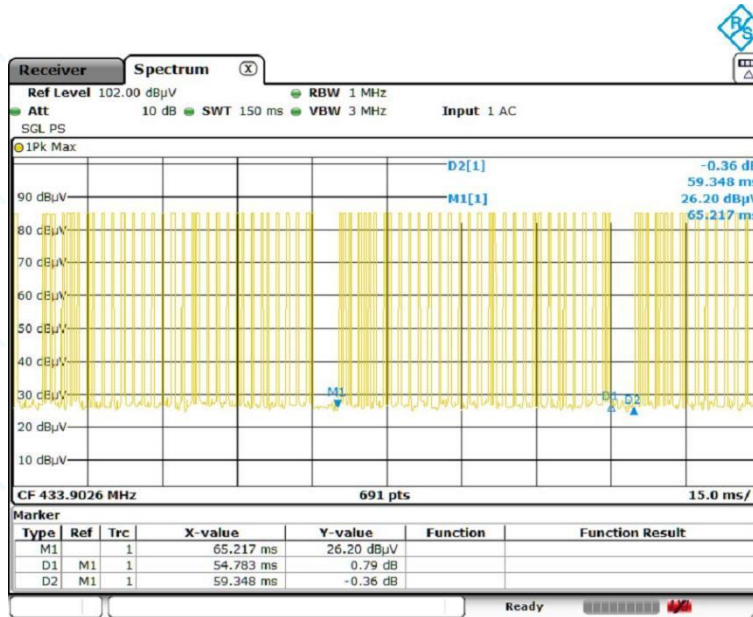 R&S
Receiver Spectrum X
Ref Level 102.00 dBµV RBW 1 MHz
Att 10 dB SWT 150 ms VBW 3 MHz Input 1 AC
SGL PS
1Pk Max
D2[1] -0.36 dB
59.348 ms
90 dBµV M1[1] 26.20 dBµV
65.217 ms
80 dBµV
70 dBµV
60 dBµV
50 dBµV
40 dBµV
30 dBµV
M1 D1 D2
20 dBµV
10 dBµV
CF 433.9026 MHz 691 pts 15.0 ms/
Marker
Type Ref Trc X-value Y-value Function Function Result
M1 1 65.217 ms 26.20 dBµV
D1 M1 1 54.783 ms 0.79 dB
D2 M1 1 59.348 ms -0.36 dB
Ready